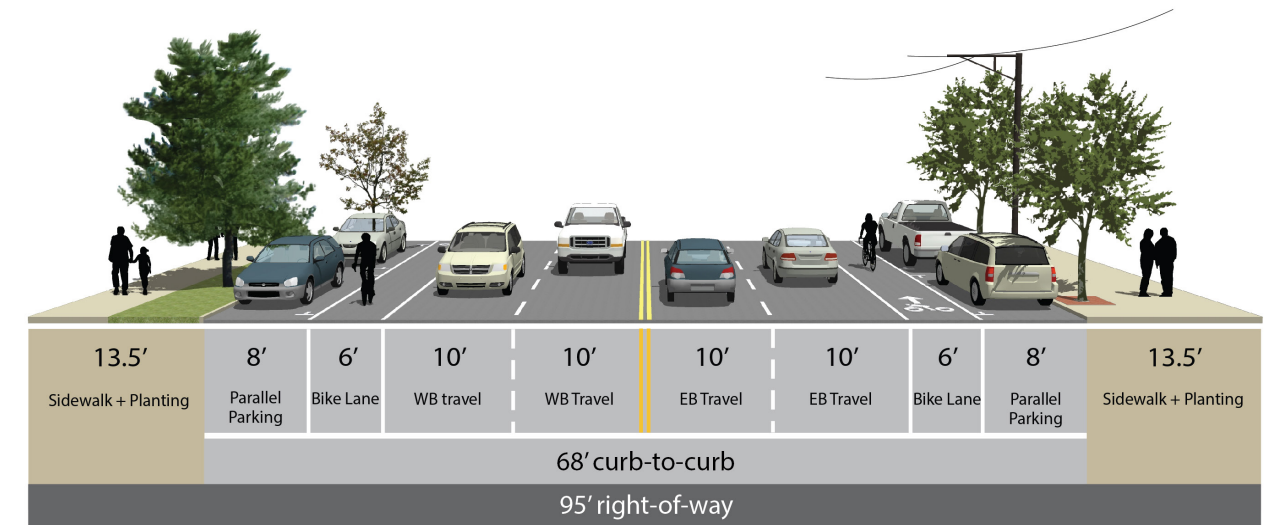 13.5’ 8’ 6’ 10’ 10’ 10’ 10’ 6’ 8’ 13.5’
Sidewalk + Planting Parallel Bike Lane WB travel WB Travel EB Travel EB Travel Bike Lane Parallel Sidewalk + Planting
Parking Parking
68’ curb-to-curb
95’ right-of-way